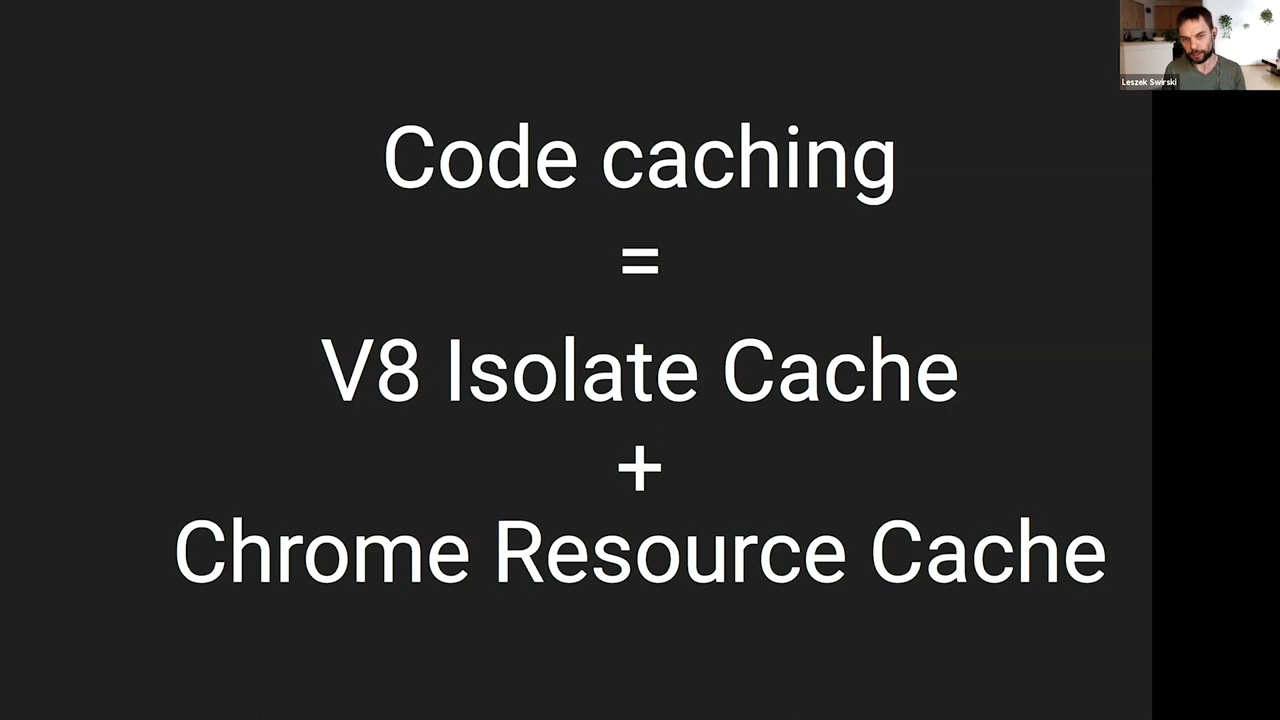 Leszek Swirski
Code caching
=
V8 Isolate Cache
+
Chrome Resource Cache